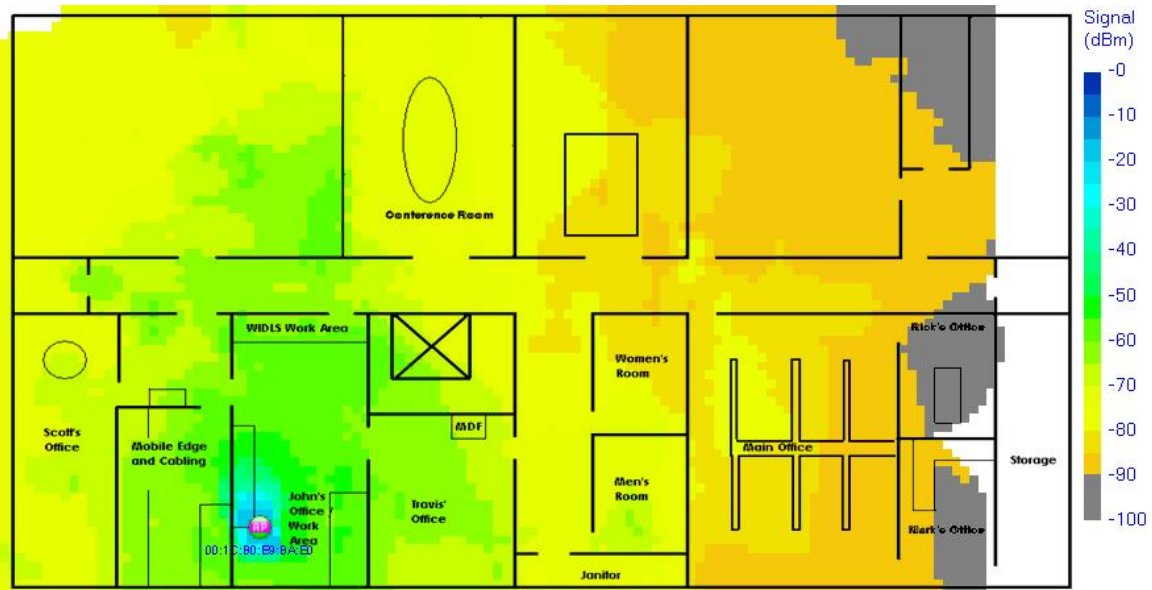 Signal
(dBm)
-0
-10
-20
-30
-40
-50
-60
-70
-80
-90
-100
Conference Room
WIDLS Work Area
Rick's Office
Women's
Room
Scott's
Office
Mobile Edge
and Cabling
MDF
Main Office
Storage
John's
Office
Work
Area
Travis'
Office
Men's
Room
Mark's Office
AP
00:1C:B0:E9:BA:E0
Janitor